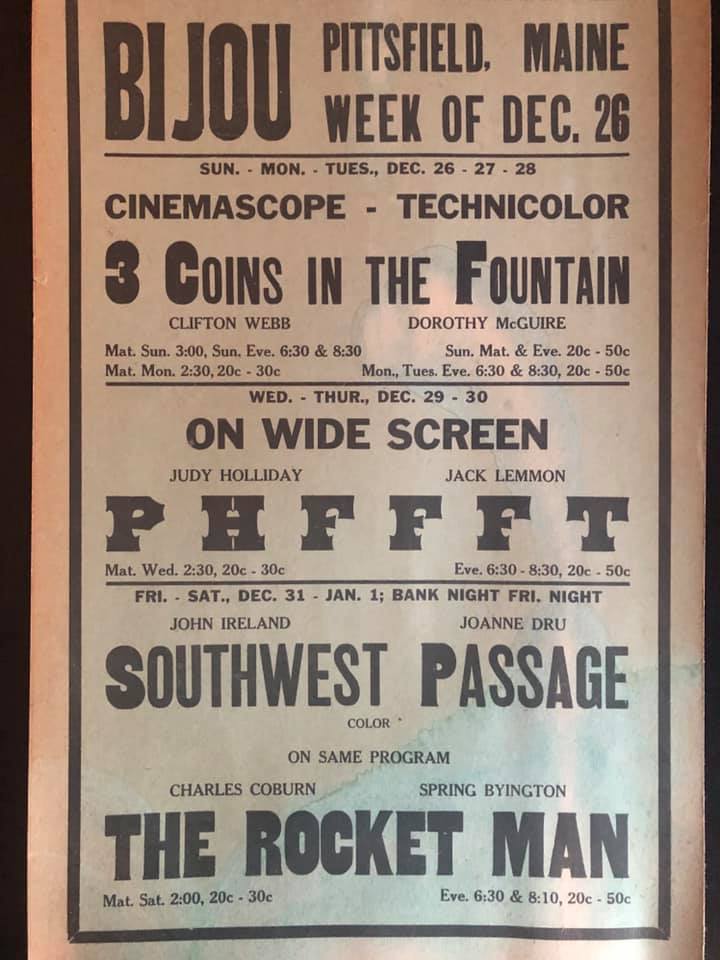 BIJOU PITTSFIELD, MAINE
WEEK OF DEC. 26
SUN. - MON. - TUES., DEC. 26 - 27 - 28
CINEMASCOPE - TECHNICOLOR
3 COINS IN THE FOUNTAIN
CLIFTON WEBB DOROTHY McGUIRE
Mat. Sun. 3:00, Sun. Eve. 6:30 & 8:30 Sun. Mat. & Eve. 20c - 50c
Mat. Mon. 2:30, 20c - 30c Mon., Tues. Eve. 6:30 & 8:30, 20c - 50c
WED. - THUR., DEC. 29 - 30
ON WIDE SCREEN
JUDY HOLLIDAY JACK LEMMON
PHFFFT
Mat. Wed. 2:30, 20c - 30c Eve. 6:30 - 8:30, 20c - 50c
FRI. - SAT., DEC. 31 - JAN. 1; BANK NIGHT FRI. NIGHT
JOHN IRELAND JOANNE DRU
SOUTHWEST PASSAGE
COLOR
ON SAME PROGRAM
CHARLES COBURN SPRING BYINGTON
THE ROCKET MAN
Mat. Sat. 2:00, 20c - 30c Eve. 6:30 & 8:10, 20c - 50c